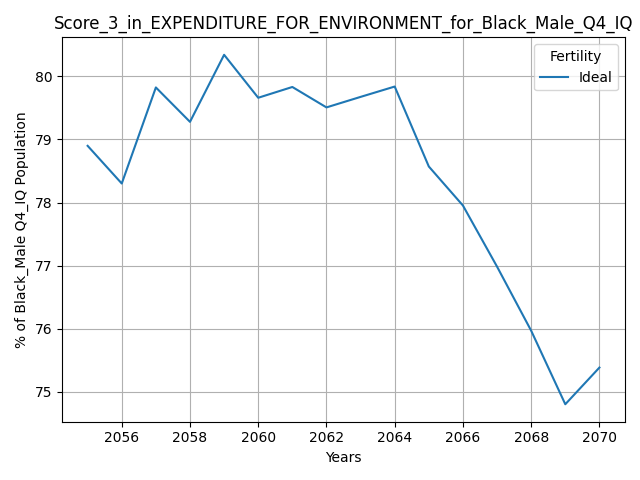 Score_3_in_EXPENDITURE_FOR_ENVIRONMENT_for_Black_Male_Q4_IQ
Fertility
Ideal
% of Black_Male Q4_IQ Population
80
79
78
77
76
75
2056 2058 2060 2062 2064 2066 2068 2070
Years